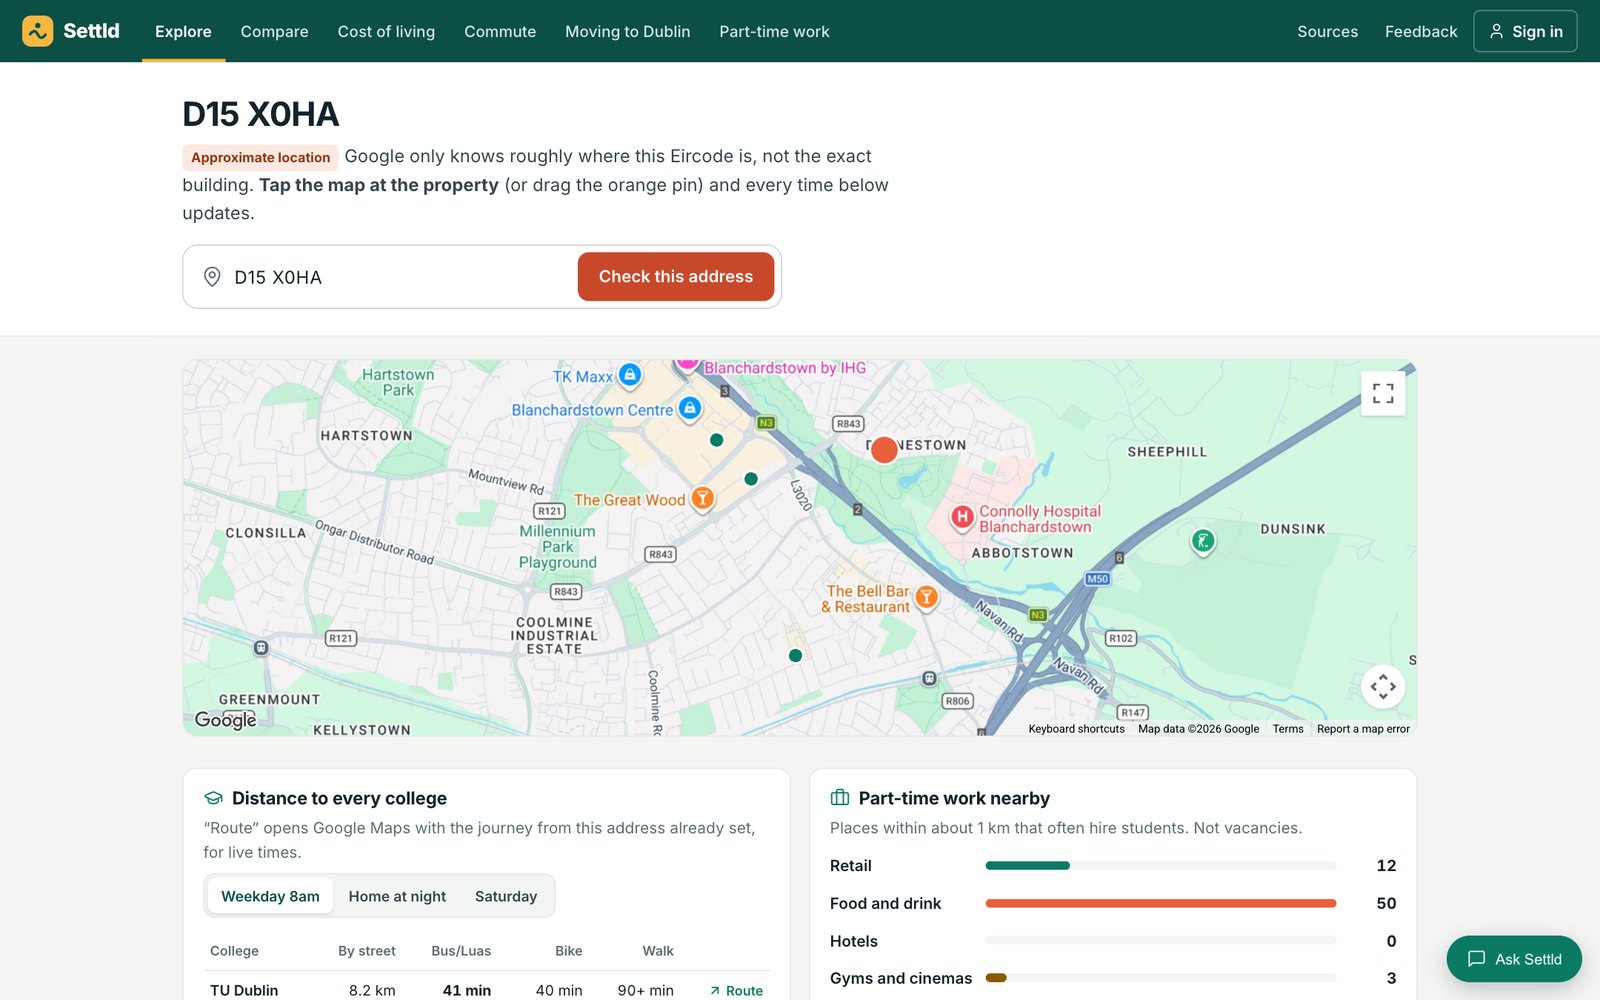 Settld
Explore
Compare
Cost of living
Commute
Moving to Dublin
Part-time work
Sources
Feedback
Sign in
D15 X0HA
Approximate location Google only knows roughly where this Eircode is, not the exact
building. Tap the map at the property (or drag the orange pin) and every time below
updates.
D15 X0HA
Check this address
Hartstown
Park
TK Maxx
Blanchardstown by IHG
3
Blanchardstown Centre
N3
R843
HARTSTOWN
NESTOWN
SHEEPHILL
Mountview Rd
The Great Wood
L3020
2
R121
Connolly Hospital
Blanchardstown
CLONSILLA
Ongar Distributor Road
Millennium
Park
Playground
R843
ABBOTSTOWN
DUNSINK
6
M50
R843
The Bell Bar
& Restaurant
Navan Rd
N3
COOLMINE
INDUSTRIAL
ESTATE
R121
R102
Navan Rd
Coolmine Rd
GREENMOUNT
R806
R147
S
Google
KELLYSTOWN
6
Keyboard shortcuts
Map data ©2026 Google
Terms
Report a map error
Distance to every college
“Route” opens Google Maps with the journey from this address already set,
for live times.
Weekday 8am
Home at night
Saturday
College By street Bus/Luas Bike Walk
TU Dublin 8.2 km 41 min 40 min 90+ min Route
Part-time work nearby
Places within about 1 km that often hire students. Not vacancies.
Retail 12
Food and drink 50
Hotels 0
Gyms and cinemas 3
Ask Settld